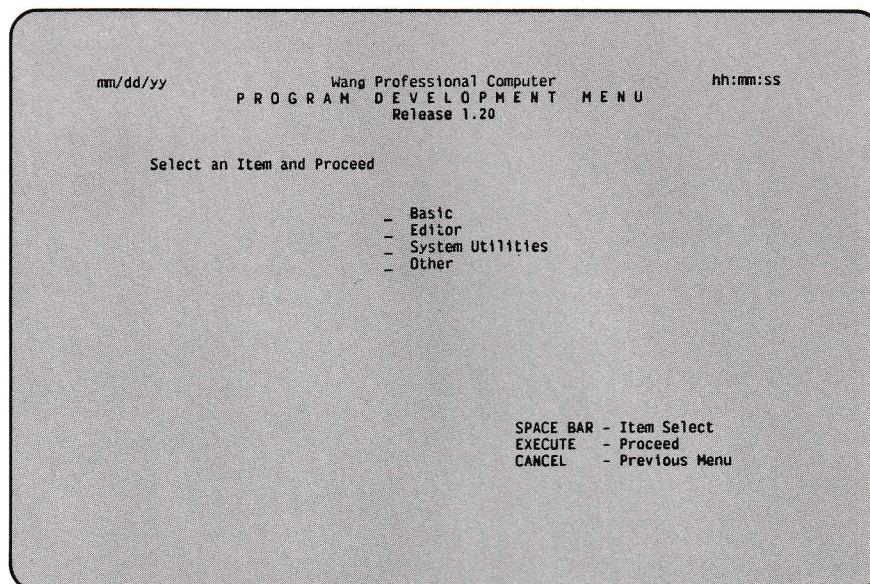 mm/dd/yy Wang Professional Computer hh:mm:ss
PROGRAM DEVELOPMENT MENU
Release 1.20
Select an Item and Proceed
_ Basic
_ Editor
_ System Utilities
_ Other
SPACE BAR - Item Select
EXECUTE - Proceed
CANCEL - Previous Menu